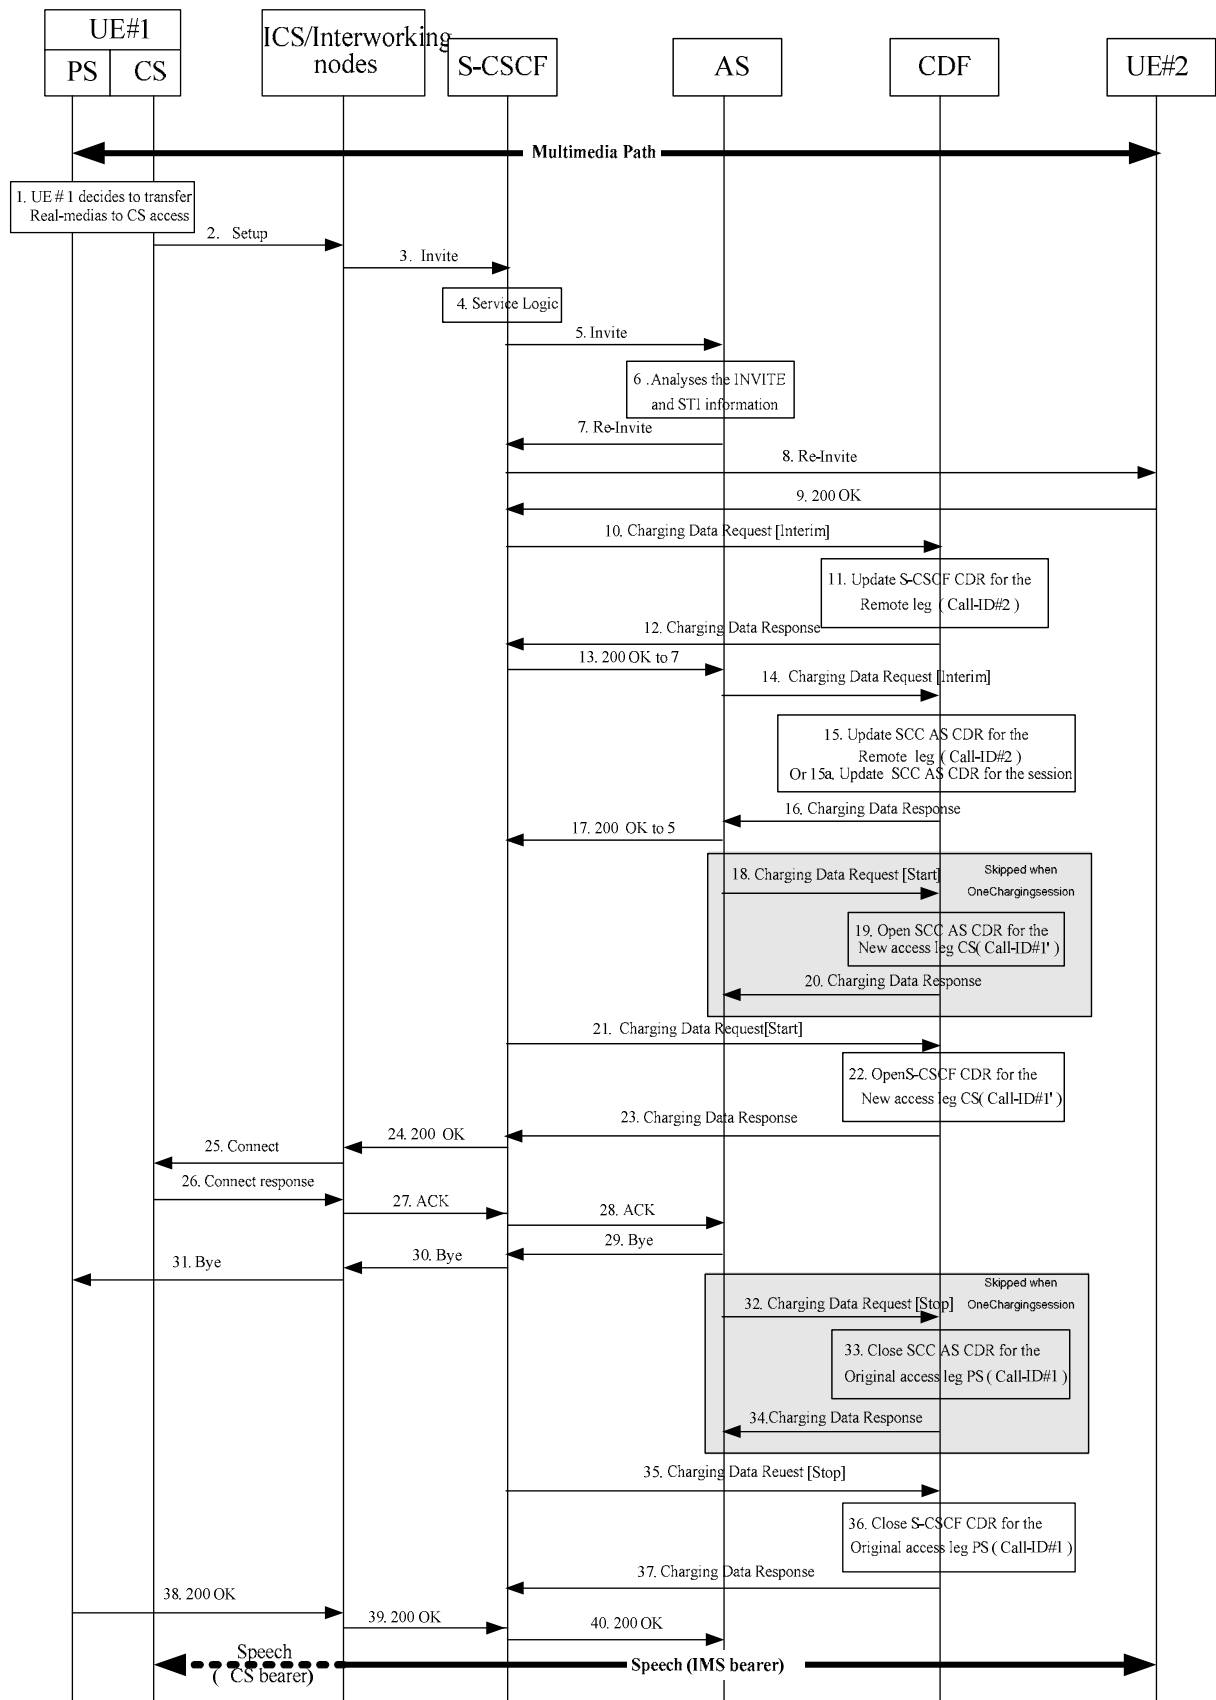 UE#1
PS
CS
ICS/Interworking
nodes
S-CSCF
AS
CDF
UE#2
Multimedia Path
1. UE # 1 decides to transfer
Real-medias to CS access
2. Setup
3. Invite
4. Service Logic
5. Invite
6 .Analyses the INVITE
and STI information
7. Re-Invite
8. Re-Invite
9. 200 OK
10. Charging Data Request [Interim]
11. Update S-CSCF CDR for the
Remote leg ( Call-ID#2 )
12. Charging Data Response
13. 200 OK to 7
14. Charging Data Request [Interim]
15. Update SCC AS CDR for the
Remote leg ( Call-ID#2 )
Or 15a. Update SCC AS CDR for the session
16. Charging Data Response
17. 200 OK to 5
18. Charging Data Request [Start]
Skipped when
OneChargingsession
19. Open SCC AS CDR for the
New access leg CS( Call-ID#1' )
20. Charging Data Response
21. Charging Data Request[Start]
22. OpenS-CSCF CDR for the
New access leg CS( Call-ID#1' )
23. Charging Data Response
24. 200 OK
25. Connect
26. Connect response
27. ACK
28. ACK
29. Bye
30. Bye
31. Bye
Skipped when
32. Charging Data Request [Stop]
OneChargingsession
33. Close SCC AS CDR for the
Original access leg PS ( Call-ID#1 )
34.Charging Data Response
35. Charging Data Reuest [Stop]
36. Close S-CSCF CDR for the
Original access leg PS ( Call-ID#1 )
37. Charging Data Response
38. 200 OK
39. 200 OK
40. 200 OK
Speech
( CS bearer)
Speech (IMS bearer)